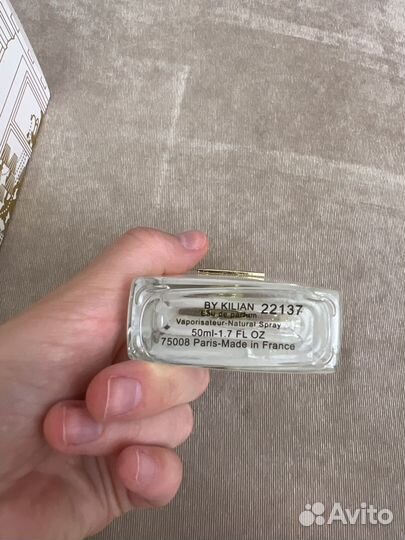 BY KILIAN 22137
Eau de parfum
Vaporisateur-Natural Spray
50ml-1.7 FL OZ
75008 Paris-Made in France
Avito